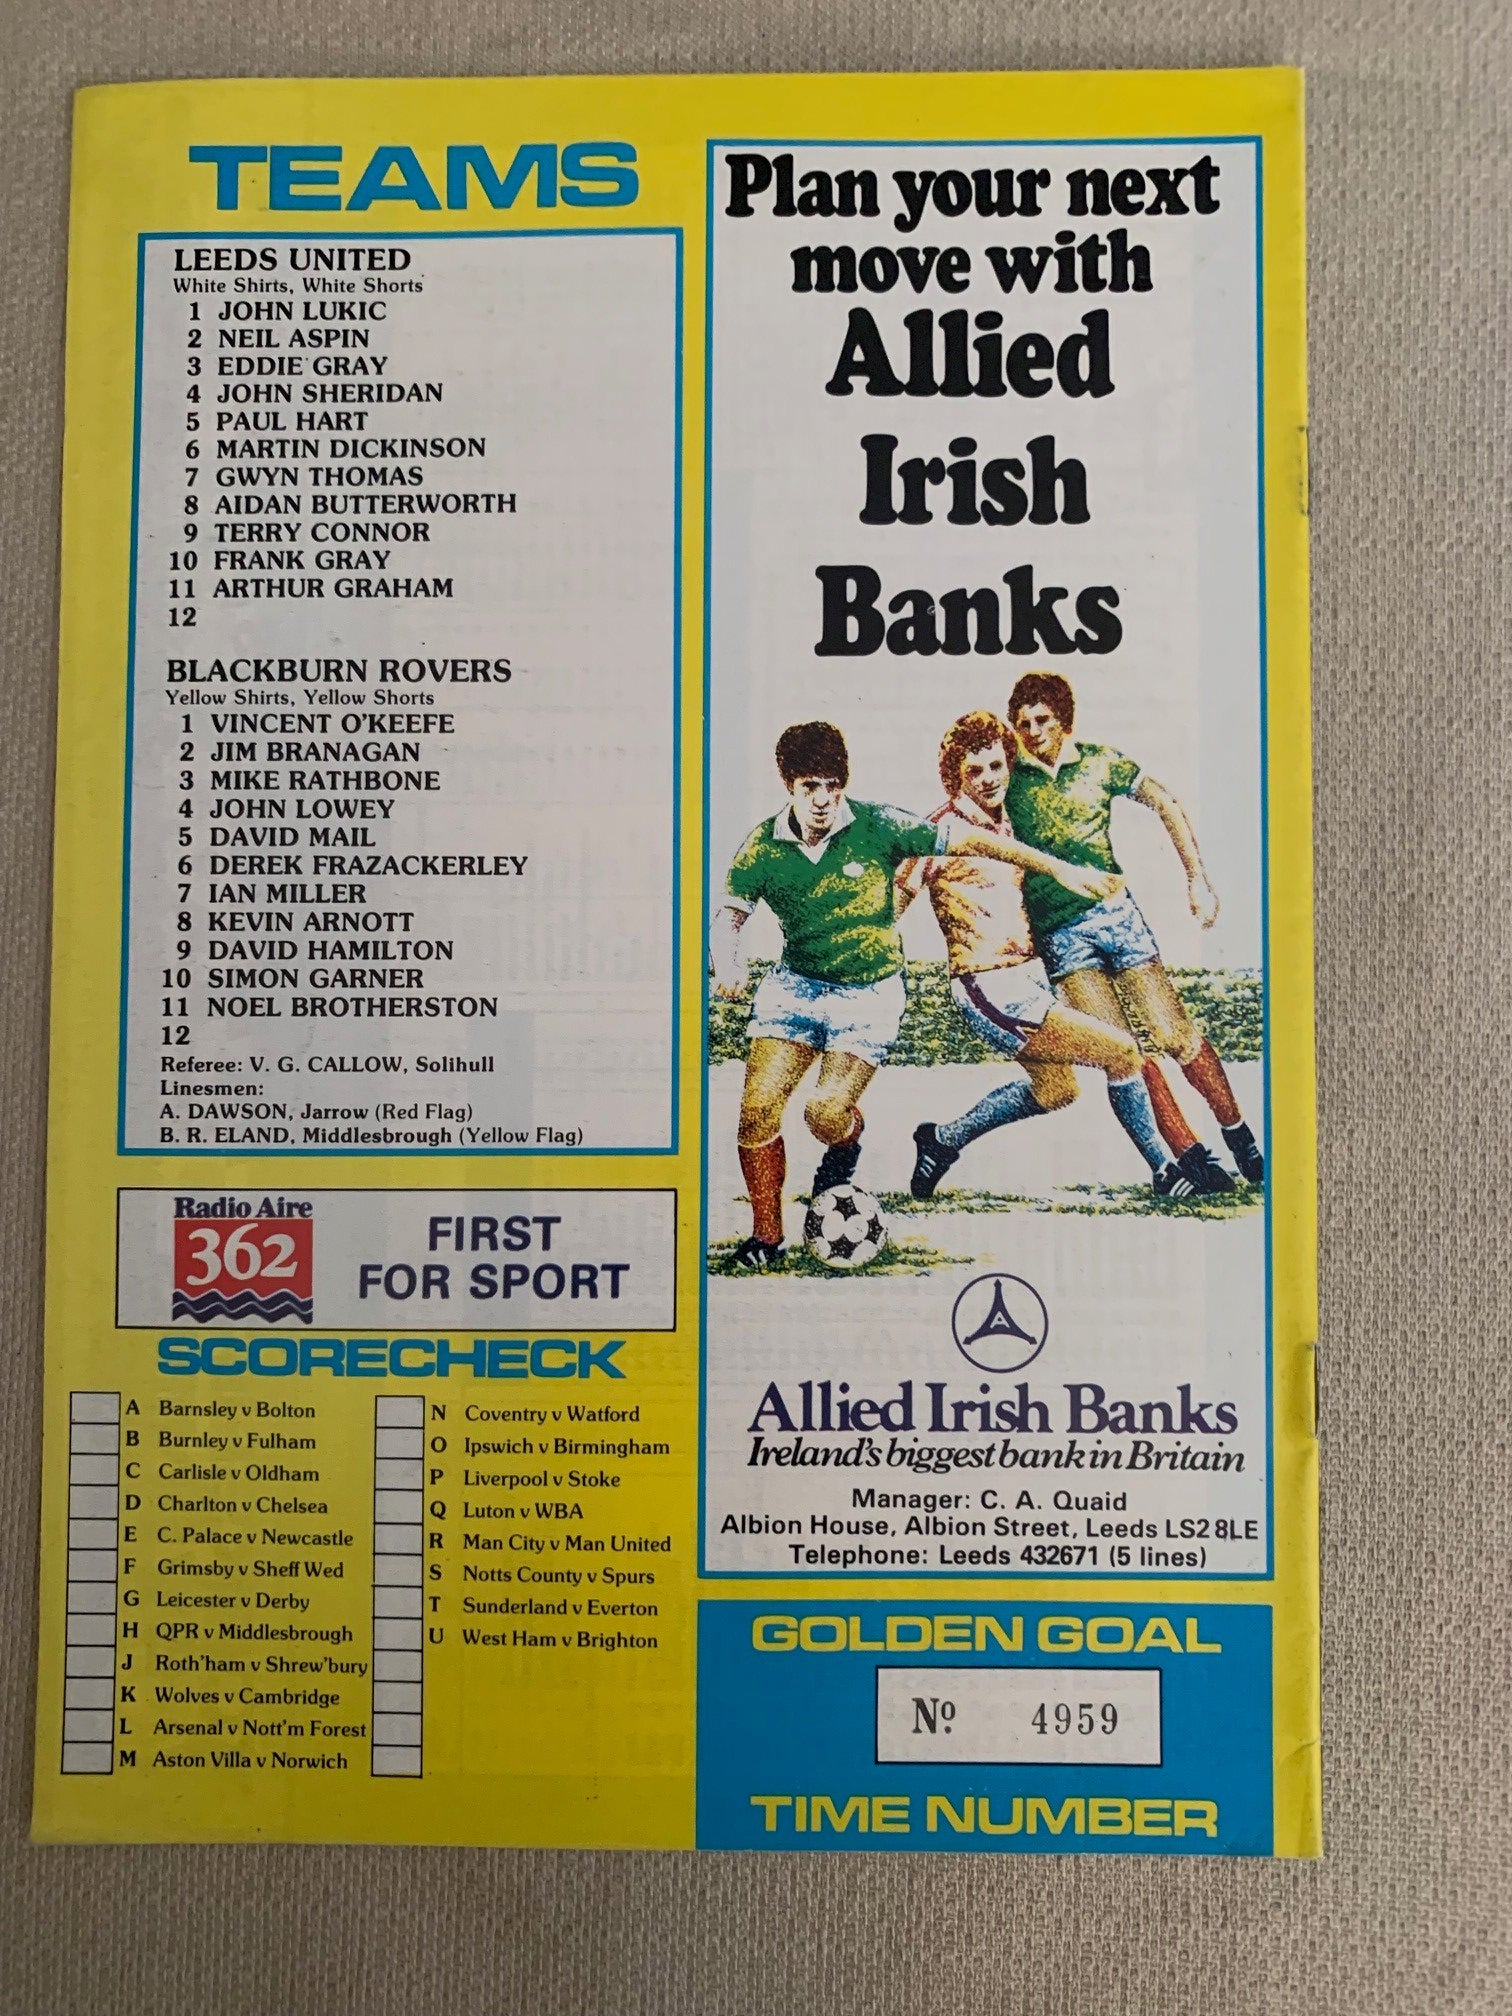 TEAMS
LEEDS UNITED
White Shirts, White Shorts
1 JOHN LUKIC
2 NEIL ASPIN
3 EDDIE GRAY
4 JOHN SHERIDAN
5 PAUL HART
6 MARTIN DICKINSON
7 GWYN THOMAS
8 AIDAN BUTTERWORTH
9 TERRY CONNOR
10 FRANK GRAY
11 ARTHUR GRAHAM
12
BLACKBURN ROVERS
Yellow Shirts, Yellow Shorts
1 VINCENT O'KEEFE
2 JIM BRANAGAN
3 MIKE RATHBONE
4 JOHN LOWEY
5 DAVID MAIL
6 DEREK FRAZACKERLEY
7 IAN MILLER
8 KEVIN ARNOTT
9 DAVID HAMILTON
10 SIMON GARNER
11 NOEL BROTHERSTON
12
Referee: V. G. CALLOW, Solihull
Linesmen:
A. DAWSON, Jarrow (Red Flag)
B. R. ELAND, Middlesbrough (Yellow Flag)
Radio Aire
362
FIRST
FOR SPORT
SCORECHECK
A Barnsley v Bolton
B Burnley v Fulham
C Carlisle v Oldham
D Charlton v Chelsea
E C. Palace v Newcastle
F Grimsby v Sheff Wed
G Leicester v Derby
H QPR v Middlesbrough
J Roth'ham v Shrew'bury
K Wolves v Cambridge
L Arsenal v Nott'm Forest
M Aston Villa v Norwich
N Coventry v Watford
O Ipswich v Birmingham
P Liverpool v Stoke
Q Luton v WBA
R Man City v Man United
S Notts County v Spurs
T Sunderland v Everton
U West Ham v Brighton
Plan your next
move with
Allied
Irish
Banks
A
Allied Irish Banks
Ireland's biggest bank in Britain
Manager: C. A. Quaid
Albion House, Albion Street, Leeds LS2 8LE
Telephone: Leeds 432671 (5 lines)
GOLDEN GOAL
Nº 4959
TIME NUMBER